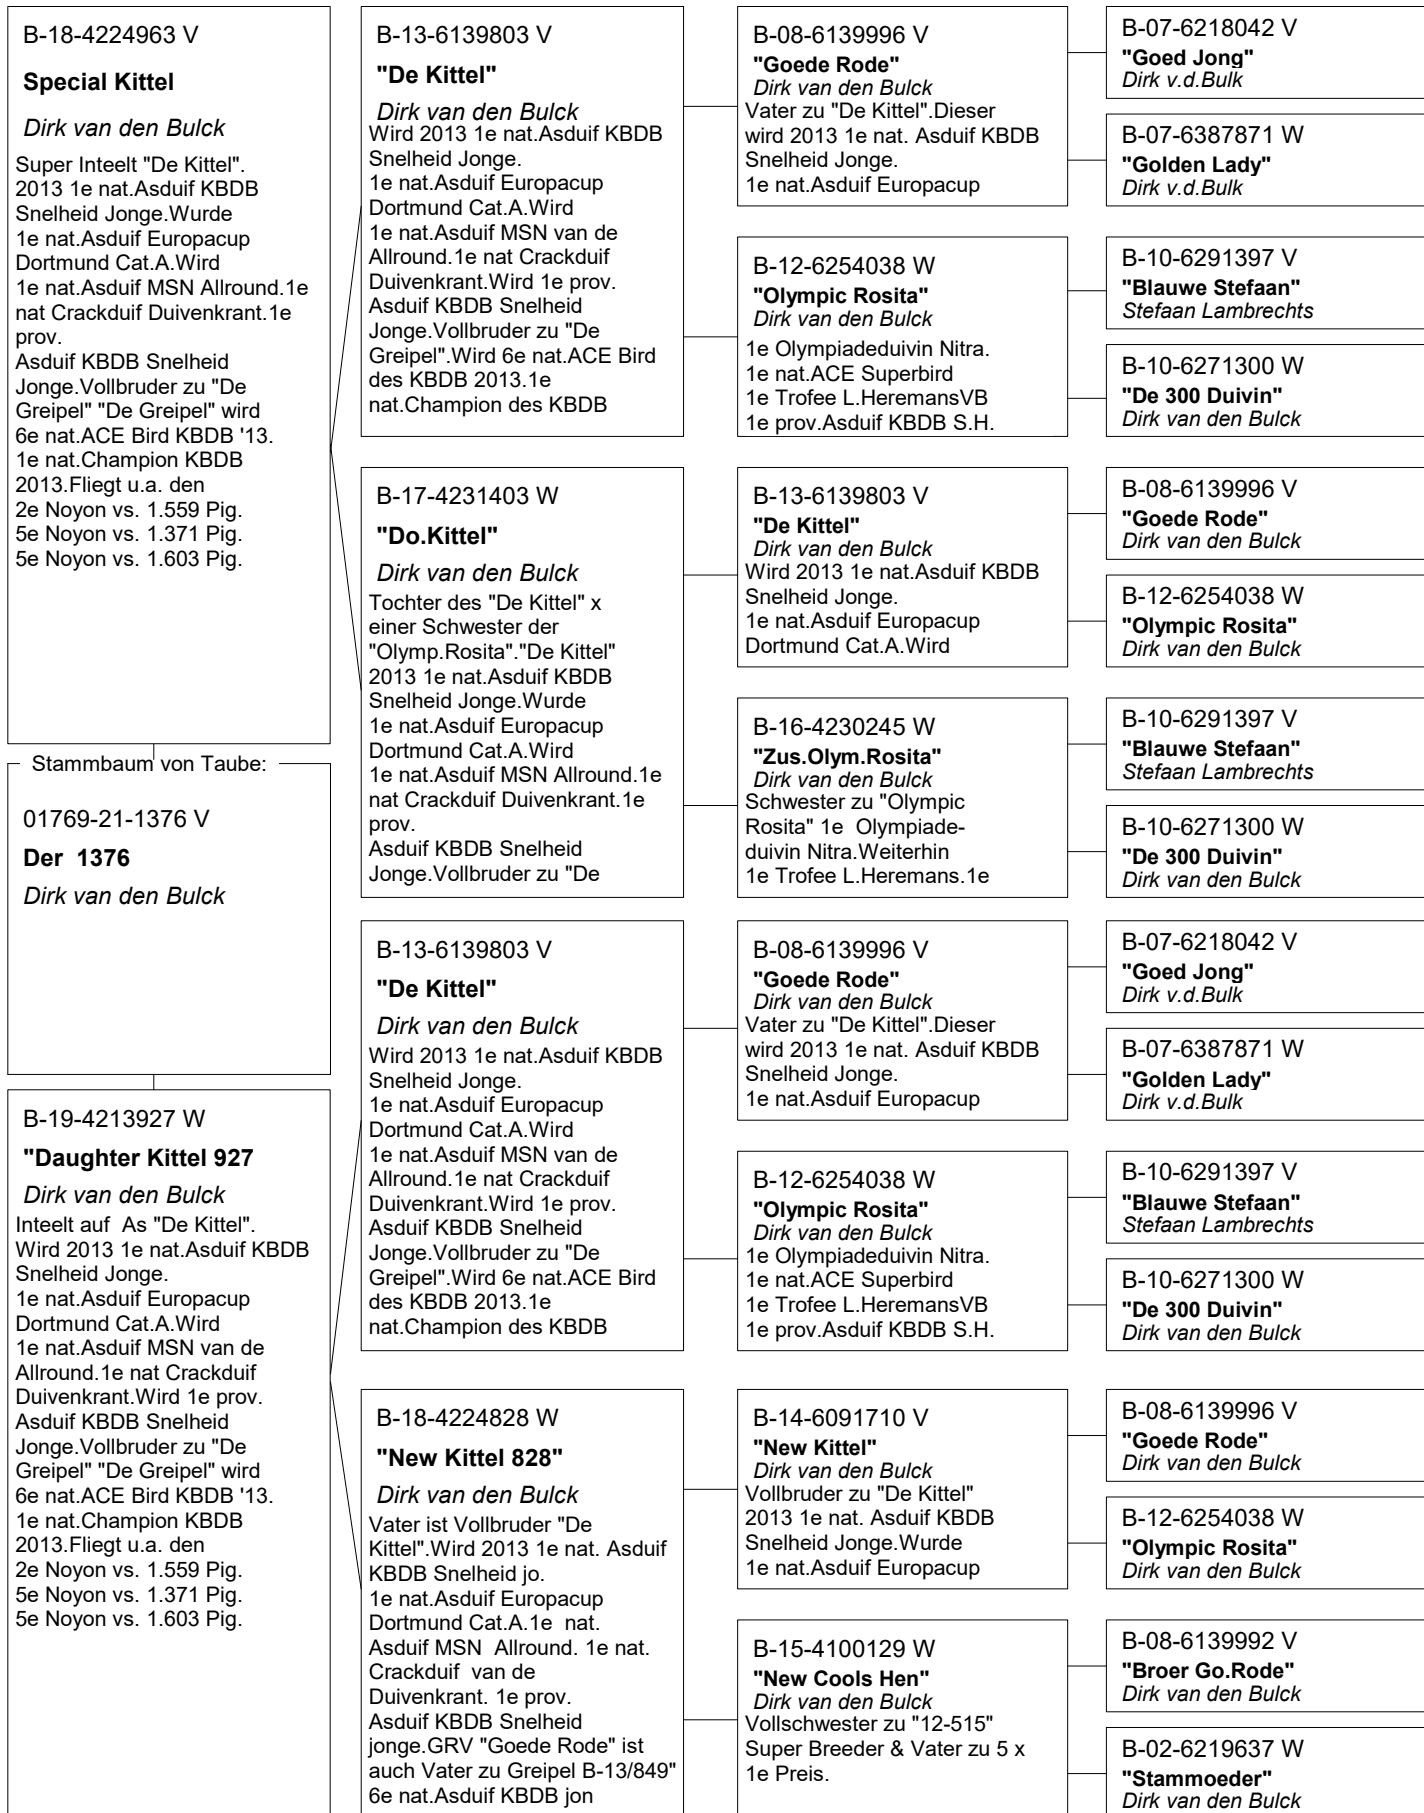 B-18-4224963 V
Special Kittel
Dirk van den Bulck
Super Inteelt "De Kittel".
2013 1e nat.Asduif KBDB
Snelheid Jonge.Wurde
1e nat.Asduif Europacup
Dortmund Cat.A.Wird
1e nat.Asduif MSN Allround.1e
nat Crackduif Duivenkrant.1e
prov.
Asduif KBDB Snelheid
Jonge.Vollbruder zu "De
Greipel" "De Greipel" wird
6e nat.ACE Bird KBDB '13.
1e nat.Champion KBDB
2013.Fliegt u.a. den
2e Noyon vs. 1.559 Pig.
5e Noyon vs. 1.371 Pig.
5e Noyon vs. 1.603 Pig.
Stammbaum von Taube:
01769-21-1376 V
Der 1376
Dirk van den Bulck
B-19-4213927 W
"Daughter Kittel 927
Dirk van den Bulck
Inteelt auf As "De Kittel".
Wird 2013 1e nat.Asduif KBDB
Snelheid Jonge.
1e nat.Asduif Europacup
Dortmund Cat.A.Wird
1e nat.Asduif MSN van de
Allround.1e nat Crackduif
Duivenkrant.Wird 1e prov.
Asduif KBDB Snelheid
Jonge.Vollbruder zu "De
Greipel" "De Greipel" wird
6e nat.ACE Bird KBDB '13.
1e nat.Champion KBDB
2013.Fliegt u.a. den
2e Noyon vs. 1.559 Pig.
5e Noyon vs. 1.371 Pig.
5e Noyon vs. 1.603 Pig.
B-13-6139803 V
"De Kittel"
Dirk van den Bulck
Wird 2013 1e nat.Asduif KBDB
Snelheid Jonge.
1e nat.Asduif Europacup
Dortmund Cat.A.Wird
1e nat.Asduif MSN van de
Allround.1e nat Crackduif
Duivenkrant.Wird 1e prov.
Asduif KBDB Snelheid
Jonge.Vollbruder zu "De
Greipel".Wird 6e nat.ACE Bird
des KBDB 2013.1e
nat.Champion des KBDB
B-17-4231403 W
"Do.Kittel"
Dirk van den Bulck
Tochter des "De Kittel" x
einer Schwester der
"Olymp.Rosita"."De Kittel"
2013 1e nat.Asduif KBDB
Snelheid Jonge.Wurde
1e nat.Asduif Europacup
Dortmund Cat.A.Wird
1e nat.Asduif MSN Allround.1e
nat Crackduif Duivenkrant.1e
prov.
Asduif KBDB Snelheid
Jonge.Vollbruder zu "De
B-13-6139803 V
"De Kittel"
Dirk van den Bulck
Wird 2013 1e nat.Asduif KBDB
Snelheid Jonge.
1e nat.Asduif Europacup
Dortmund Cat.A.Wird
1e nat.Asduif MSN van de
Allround.1e nat Crackduif
Duivenkrant.Wird 1e prov.
Asduif KBDB Snelheid
Jonge.Vollbruder zu "De
Greipel".Wird 6e nat.ACE Bird
des KBDB 2013.1e
nat.Champion des KBDB
B-18-4224828 W
"New Kittel 828"
Dirk van den Bulck
Vater ist Vollbruder "De
Kittel".Wird 2013 1e nat. Asduif
KBDB Snelheid jo.
1e nat.Asduif Europacup
Dortmund Cat.A.1e nat.
Asduif MSN Allround. 1e nat.
Crackduif van de
Duivenkrant. 1e prov.
Asduif KBDB Snelheid
jonge.GRV "Goede Rode" ist
auch Vater zu Greipel B-13/849"
6e nat.Asduif KBDB jon
B-08-6139996 V
"Goede Rode"
Dirk van den Bulck
Vater zu "De Kittel".Dieser
wird 2013 1e nat. Asduif KBDB
Snelheid Jonge.
1e nat.Asduif Europacup
B-12-6254038 W
"Olympic Rosita"
Dirk van den Bulck
1e Olympiadeduivin Nitra.
1e nat.ACE Superbird
1e Trofee L.HeremansVB
1e prov.Asduif KBDB S.H.
B-13-6139803 V
"De Kittel"
Dirk van den Bulck
Wird 2013 1e nat.Asduif KBDB
Snelheid Jonge.
1e nat.Asduif Europacup
Dortmund Cat.A.Wird
B-16-4230245 W
"Zus.Olym.Rosita"
Dirk van den Bulck
Schwester zu "Olympic
Rosita" 1e Olympiade-
duivin Nitra.Weiterhin
1e Trofee L.Heremans.1e
B-08-6139996 V
"Goede Rode"
Dirk van den Bulck
Vater zu "De Kittel".Dieser
wird 2013 1e nat. Asduif KBDB
Snelheid Jonge.
1e nat.Asduif Europacup
B-12-6254038 W
"Olympic Rosita"
Dirk van den Bulck
1e Olympiadeduivin Nitra.
1e nat.ACE Superbird
1e Trofee L.HeremansVB
1e prov.Asduif KBDB S.H.
B-14-6091710 V
"New Kittel"
Dirk van den Bulck
Vollbruder zu "De Kittel"
2013 1e nat. Asduif KBDB
Snelheid Jonge.Wurde
1e nat.Asduif Europacup
B-15-4100129 W
"New Cools Hen"
Dirk van den Bulck
Vollschwester zu "12-515"
Super Breeder & Vater zu 5 x
1e Preis.
B-07-6218042 V
"Goed Jong"
Dirk v.d.Bulk
B-07-6387871 W
"Golden Lady"
Dirk v.d.Bulk
B-10-6291397 V
"Blauwe Stefaan"
Stefaan Lambrechts
B-10-6271300 W
"De 300 Duivin"
Dirk van den Bulck
B-08-6139996 V
"Goede Rode"
Dirk van den Bulck
B-12-6254038 W
"Olympic Rosita"
Dirk van den Bulck
B-10-6291397 V
"Blauwe Stefaan"
Stefaan Lambrechts
B-10-6271300 W
"De 300 Duivin"
Dirk van den Bulck
B-07-6218042 V
"Goed Jong"
Dirk v.d.Bulk
B-07-6387871 W
"Golden Lady"
Dirk v.d.Bulk
B-10-6291397 V
"Blauwe Stefaan"
Stefaan Lambrechts
B-10-6271300 W
"De 300 Duivin"
Dirk van den Bulck
B-08-6139996 V
"Goede Rode"
Dirk van den Bulck
B-12-6254038 W
"Olympic Rosita"
Dirk van den Bulck
B-08-6139992 V
"Broer Go.Rode"
Dirk van den Bulck
B-02-6219637 W
"Stammoeder"
Dirk van den Bulck